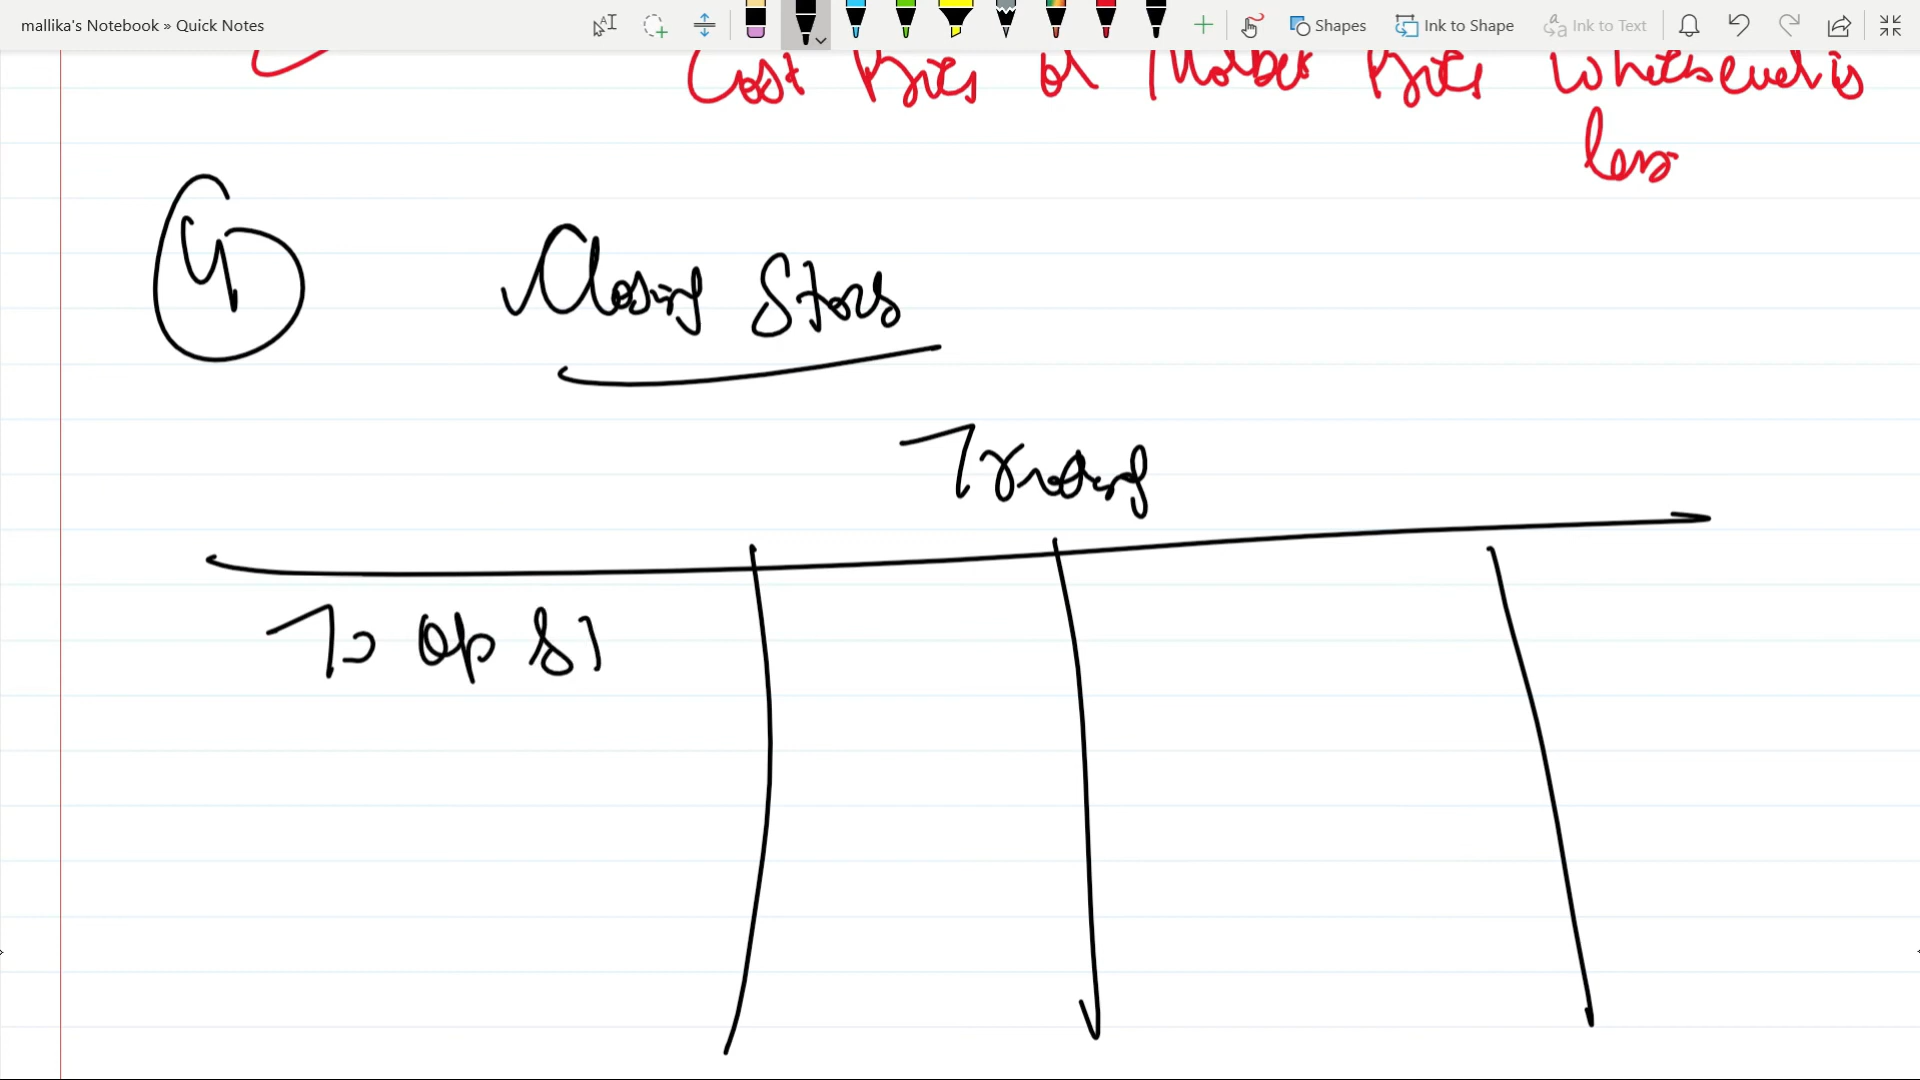 mallika's Notebook » Quick Notes Shapes Ink to Shape Ink to Text
Cost Price or Market Price Whichever is
less
4
Closing Stock
Trading
To Op St